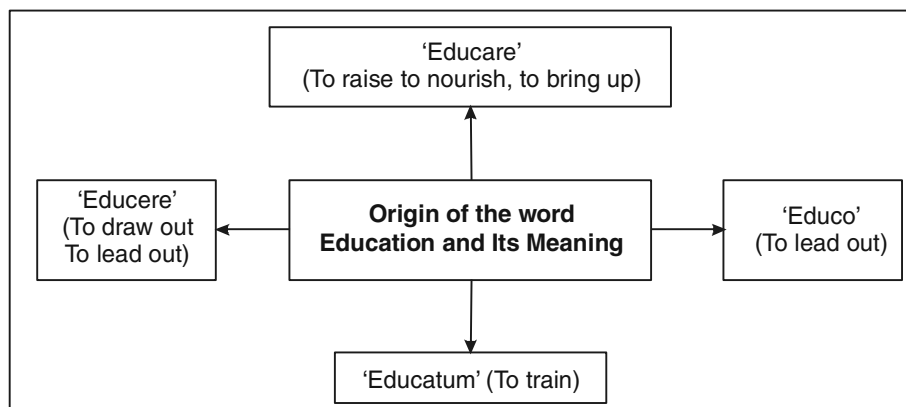 ‘Educare’
(To raise to nourish, to bring up)
‘Educere’
(To draw out
To lead out)
Origin of the word
Education and Its Meaning
‘Educo’
(To lead out)
‘Educatum’ (To train)